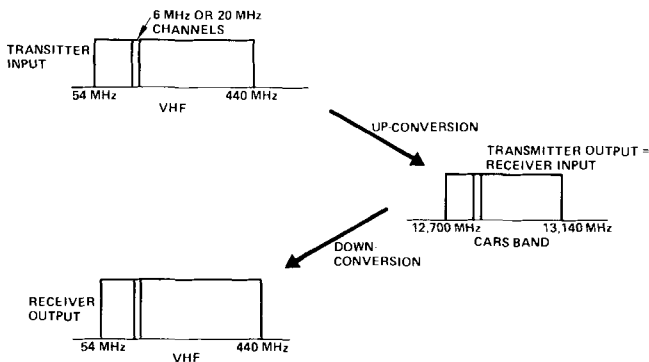 6 MHz OR 20 MHz
CHANNELS
TRANSITTER
INPUT
54 MHz
440 MHz
VHF
UP-CONVERSION
TRANSMITTER OUTPUT =
RECEIVER INPUT
12,700 MHz
13,140 MHz
CARS BAND
DOWN-
CONVERSION
RECEIVER
OUTPUT
54 MHz
440 MHz
VHF